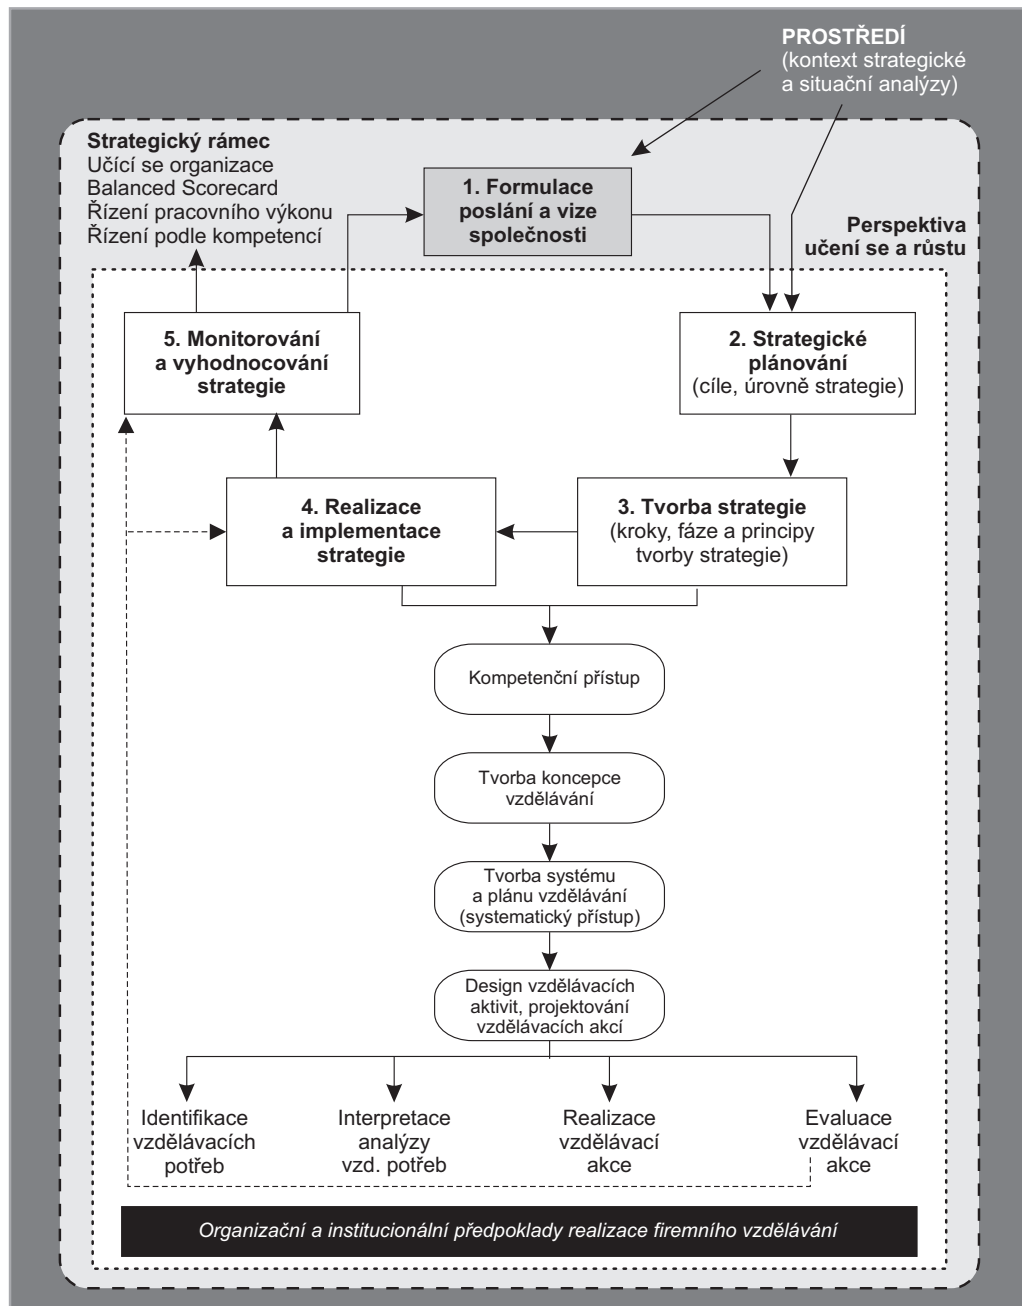 PROSTŘEDÍ
(kontext strategické
a situační analýzy)
Strategický rámec
Učící se organizace
Balanced Scorecard
Řízení pracovního výkonu
Řízení podle kompetencí
1. Formulace
poslání a vize
společnosti
Perspektiva
učení se a růstu
5. Monitorování
a vyhodnocování
strategie
2. Strategické
plánování
(cíle, úrovně strategie)
4. Realizace
a implementace
strategie
3. Tvorba strategie
(kroky, fáze a principy
tvorby strategie)
Kompetenční přístup
Tvorba koncepce
vzdělávání
Tvorba systému
a plánu vzdělávání
(systematický přístup)
Design vzdělávacích
aktivit, projektování
vzdělávacích akcí
Identifikace
vzdělávacích
potřeb
Interpretace
analýzy
vzd. potřeb
Realizace
vzdělávací
akce
Evaluace
vzdělávací
akce
Organizační a institucionální předpoklady realizace firemního vzdělávání